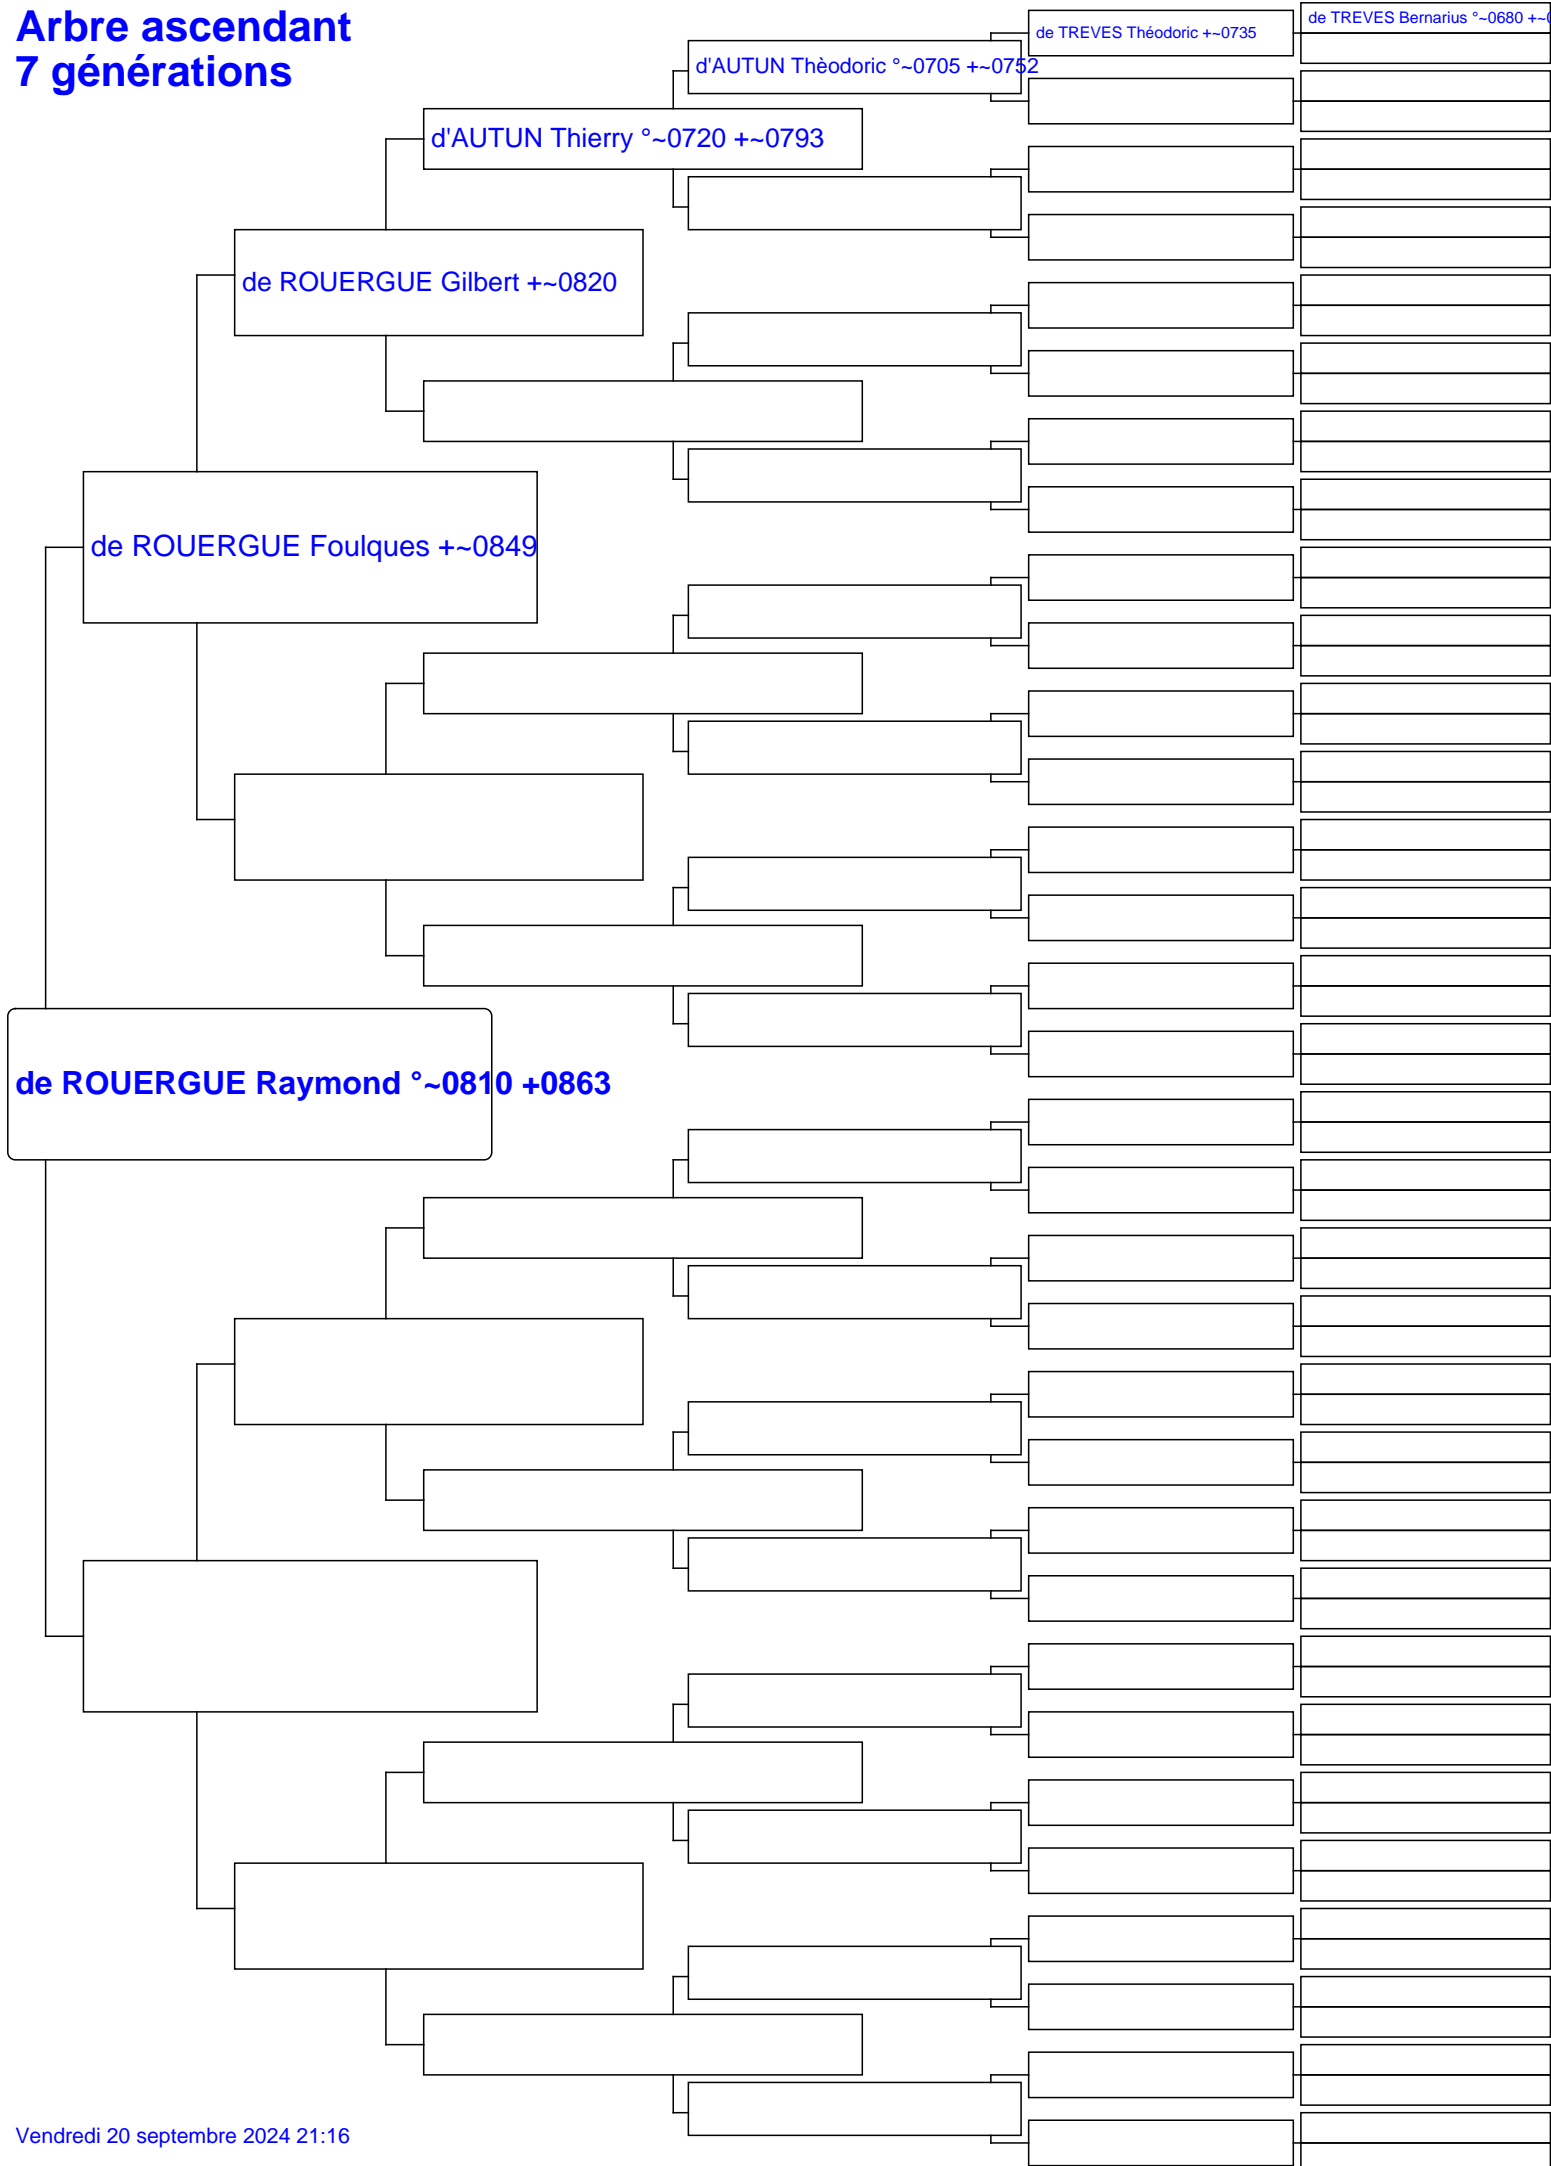 Arbre ascendant
7 générations
de TREVES Bernarius °~0680 +~
de TREVES Théodoric +~0735
d'AUTUN Thèodoric °~0705 +~0752
d'AUTUN Thierry °~0720 +~0793
de ROUERGUE Gilbert +~0820
de ROUERGUE Foulques +~0849
de ROUERGUE Raymond °~0810 +0863
Vendredi 20 septembre 2024 21:16